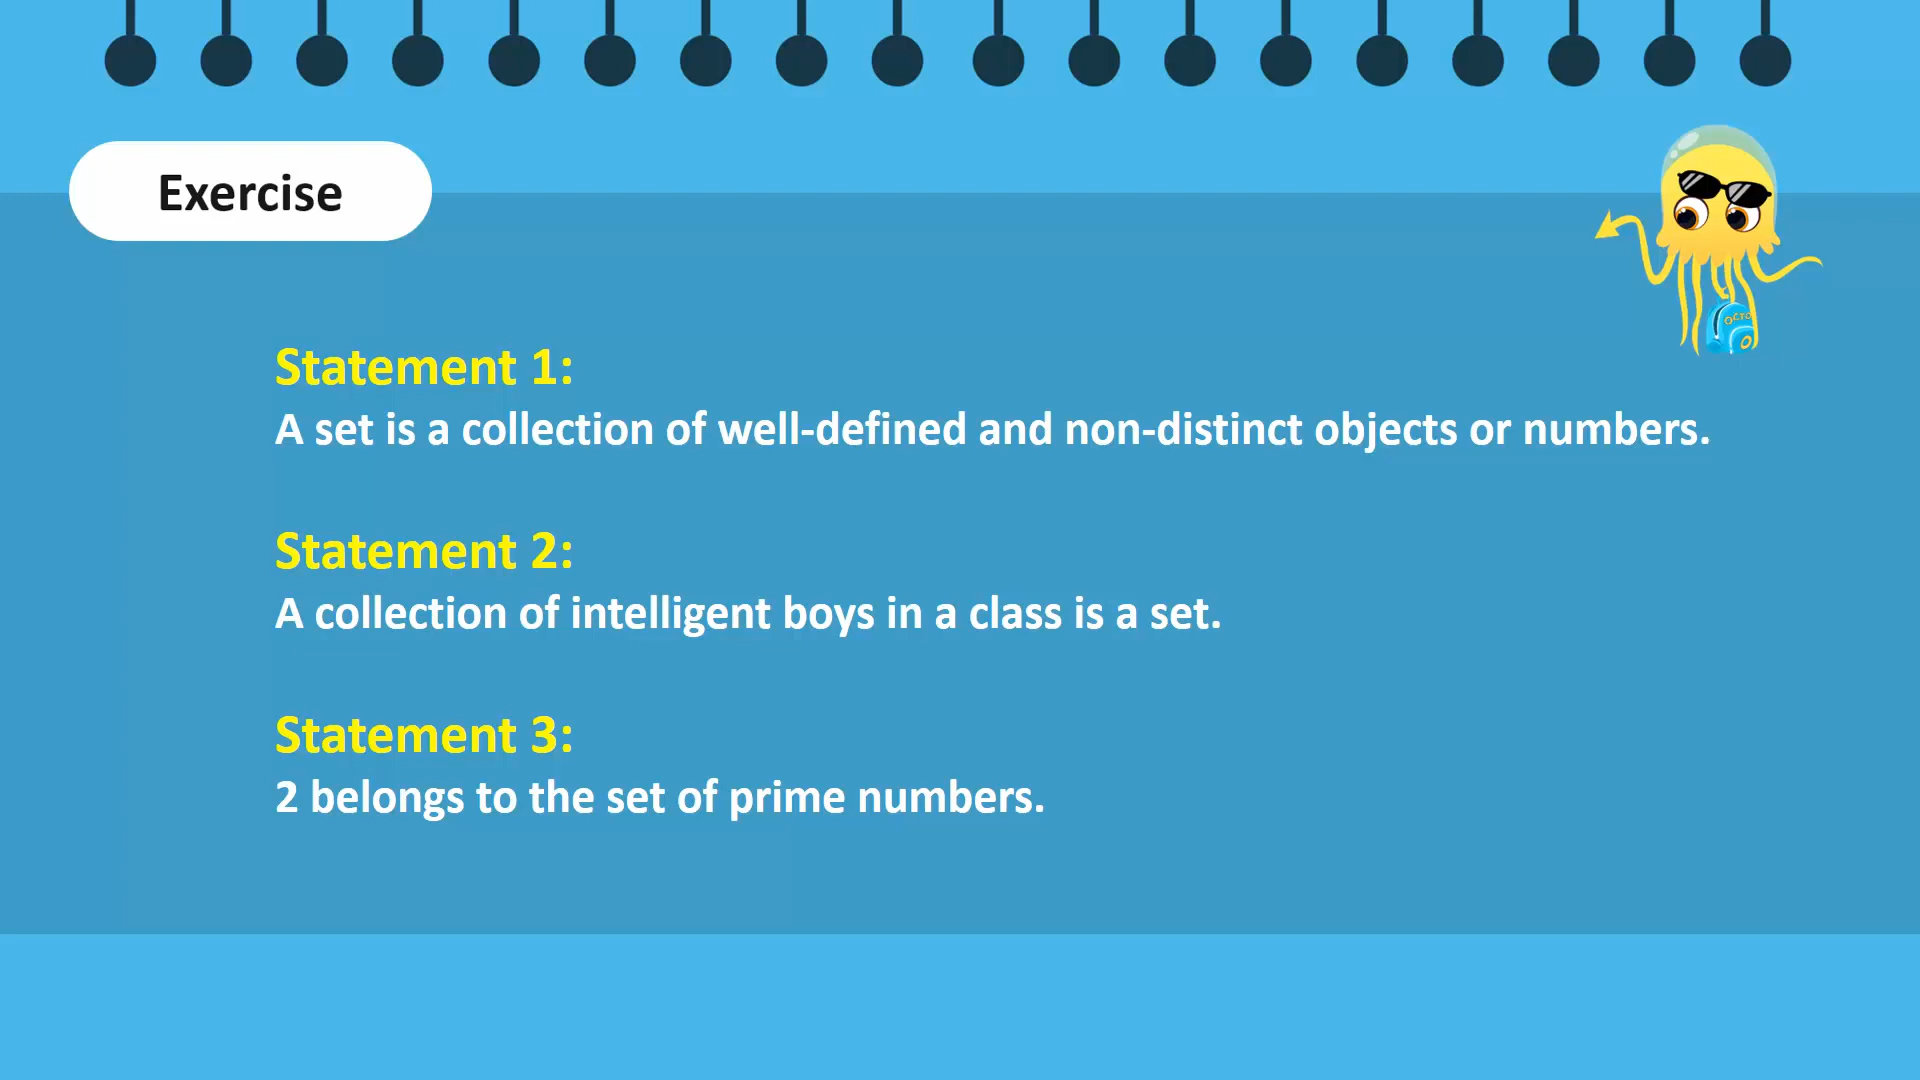 Exercise
Statement 1:
A set is a collection of well-defined and non-distinct objects or numbers.
Statement 2:
A collection of intelligent boys in a class is a set.
Statement 3:
2 belongs to the set of prime numbers.
OCTO